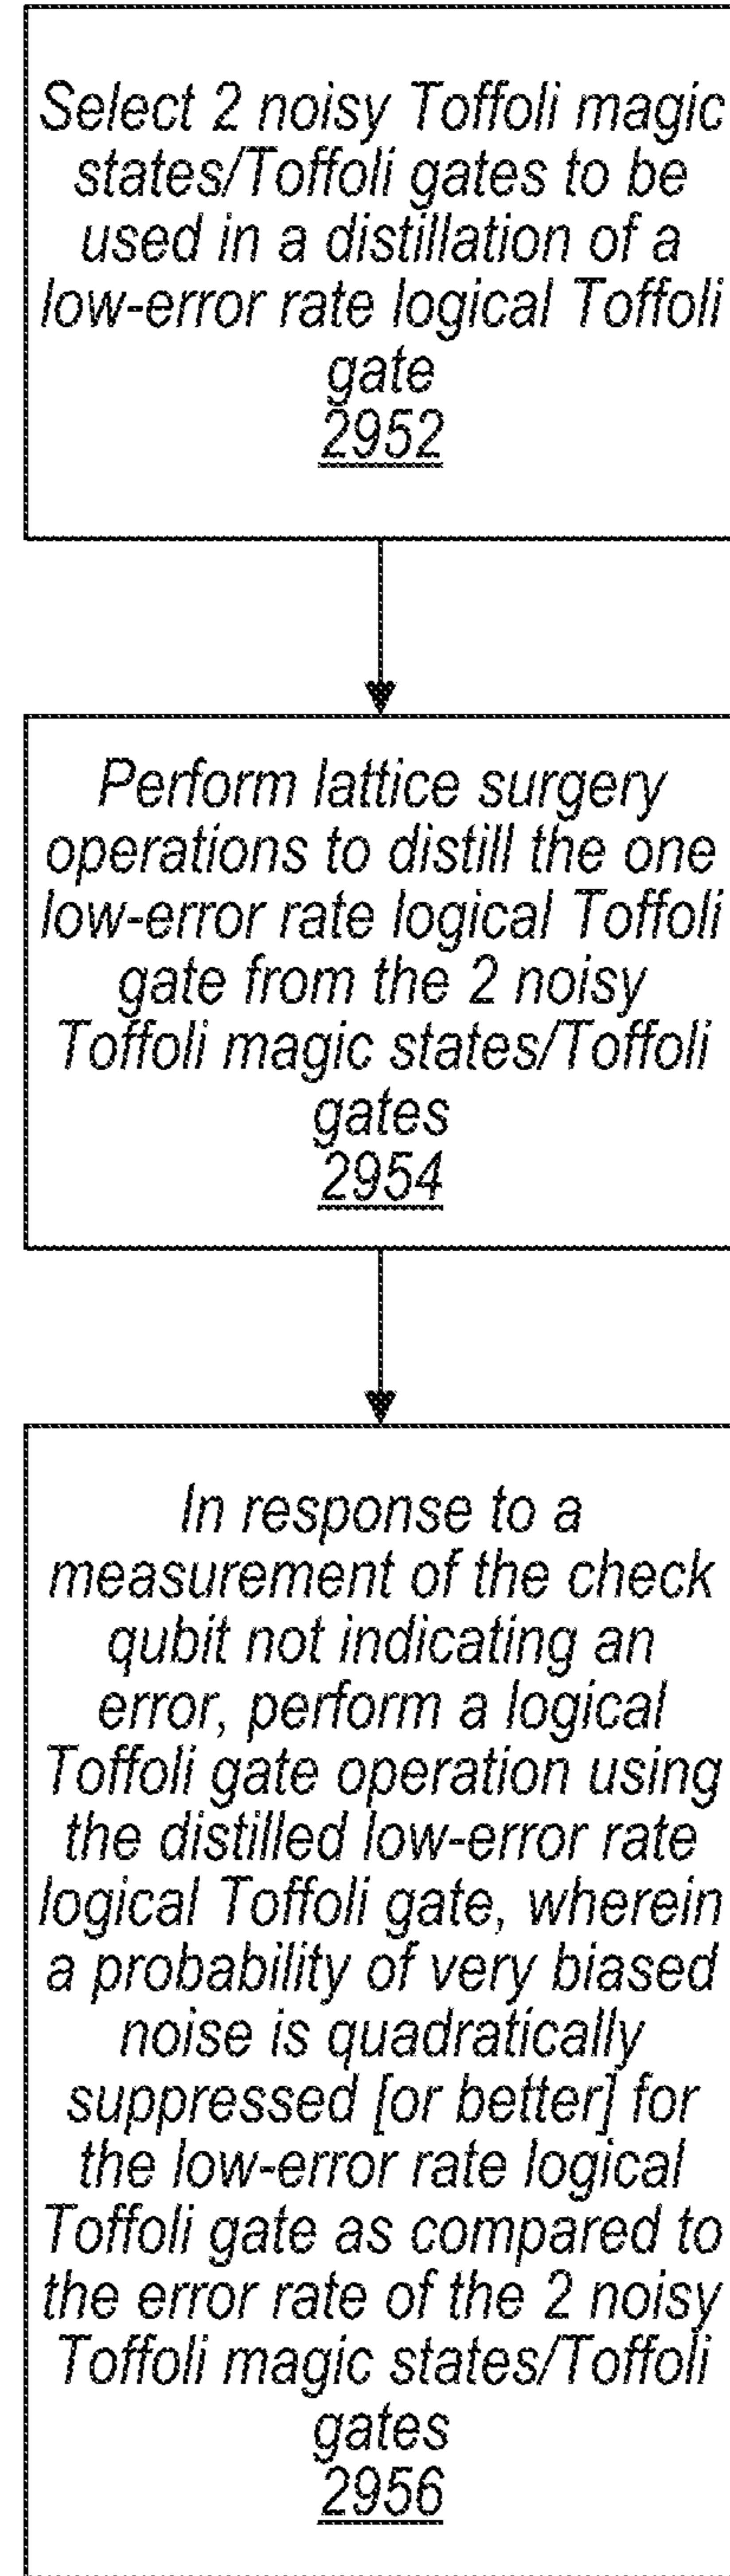 Select 2 noisy Toffoli magic
states/Toffoli gates to be
used in a distillation of a
low-error rate logical Toffoli
gate
2952
Perform lattice surgery
operations to distill the one
low-error rate logical Toffoli
gate from the 2 noisy
Toffoli magic states/Toffoli
gates
2954
In response to a
measurement of the check
qubit not indicating an
error, perform a logical
Toffoli gate operation using
the distilled low-error rate
logical Toffoli gate, wherein
a probability of very biased
noise is quadratically
suppressed [or better] for
the low-error rate logical
Toffoli gate as compared to
the error rate of the 2 noisy
Toffoli magic states/Toffoli
gates
2956